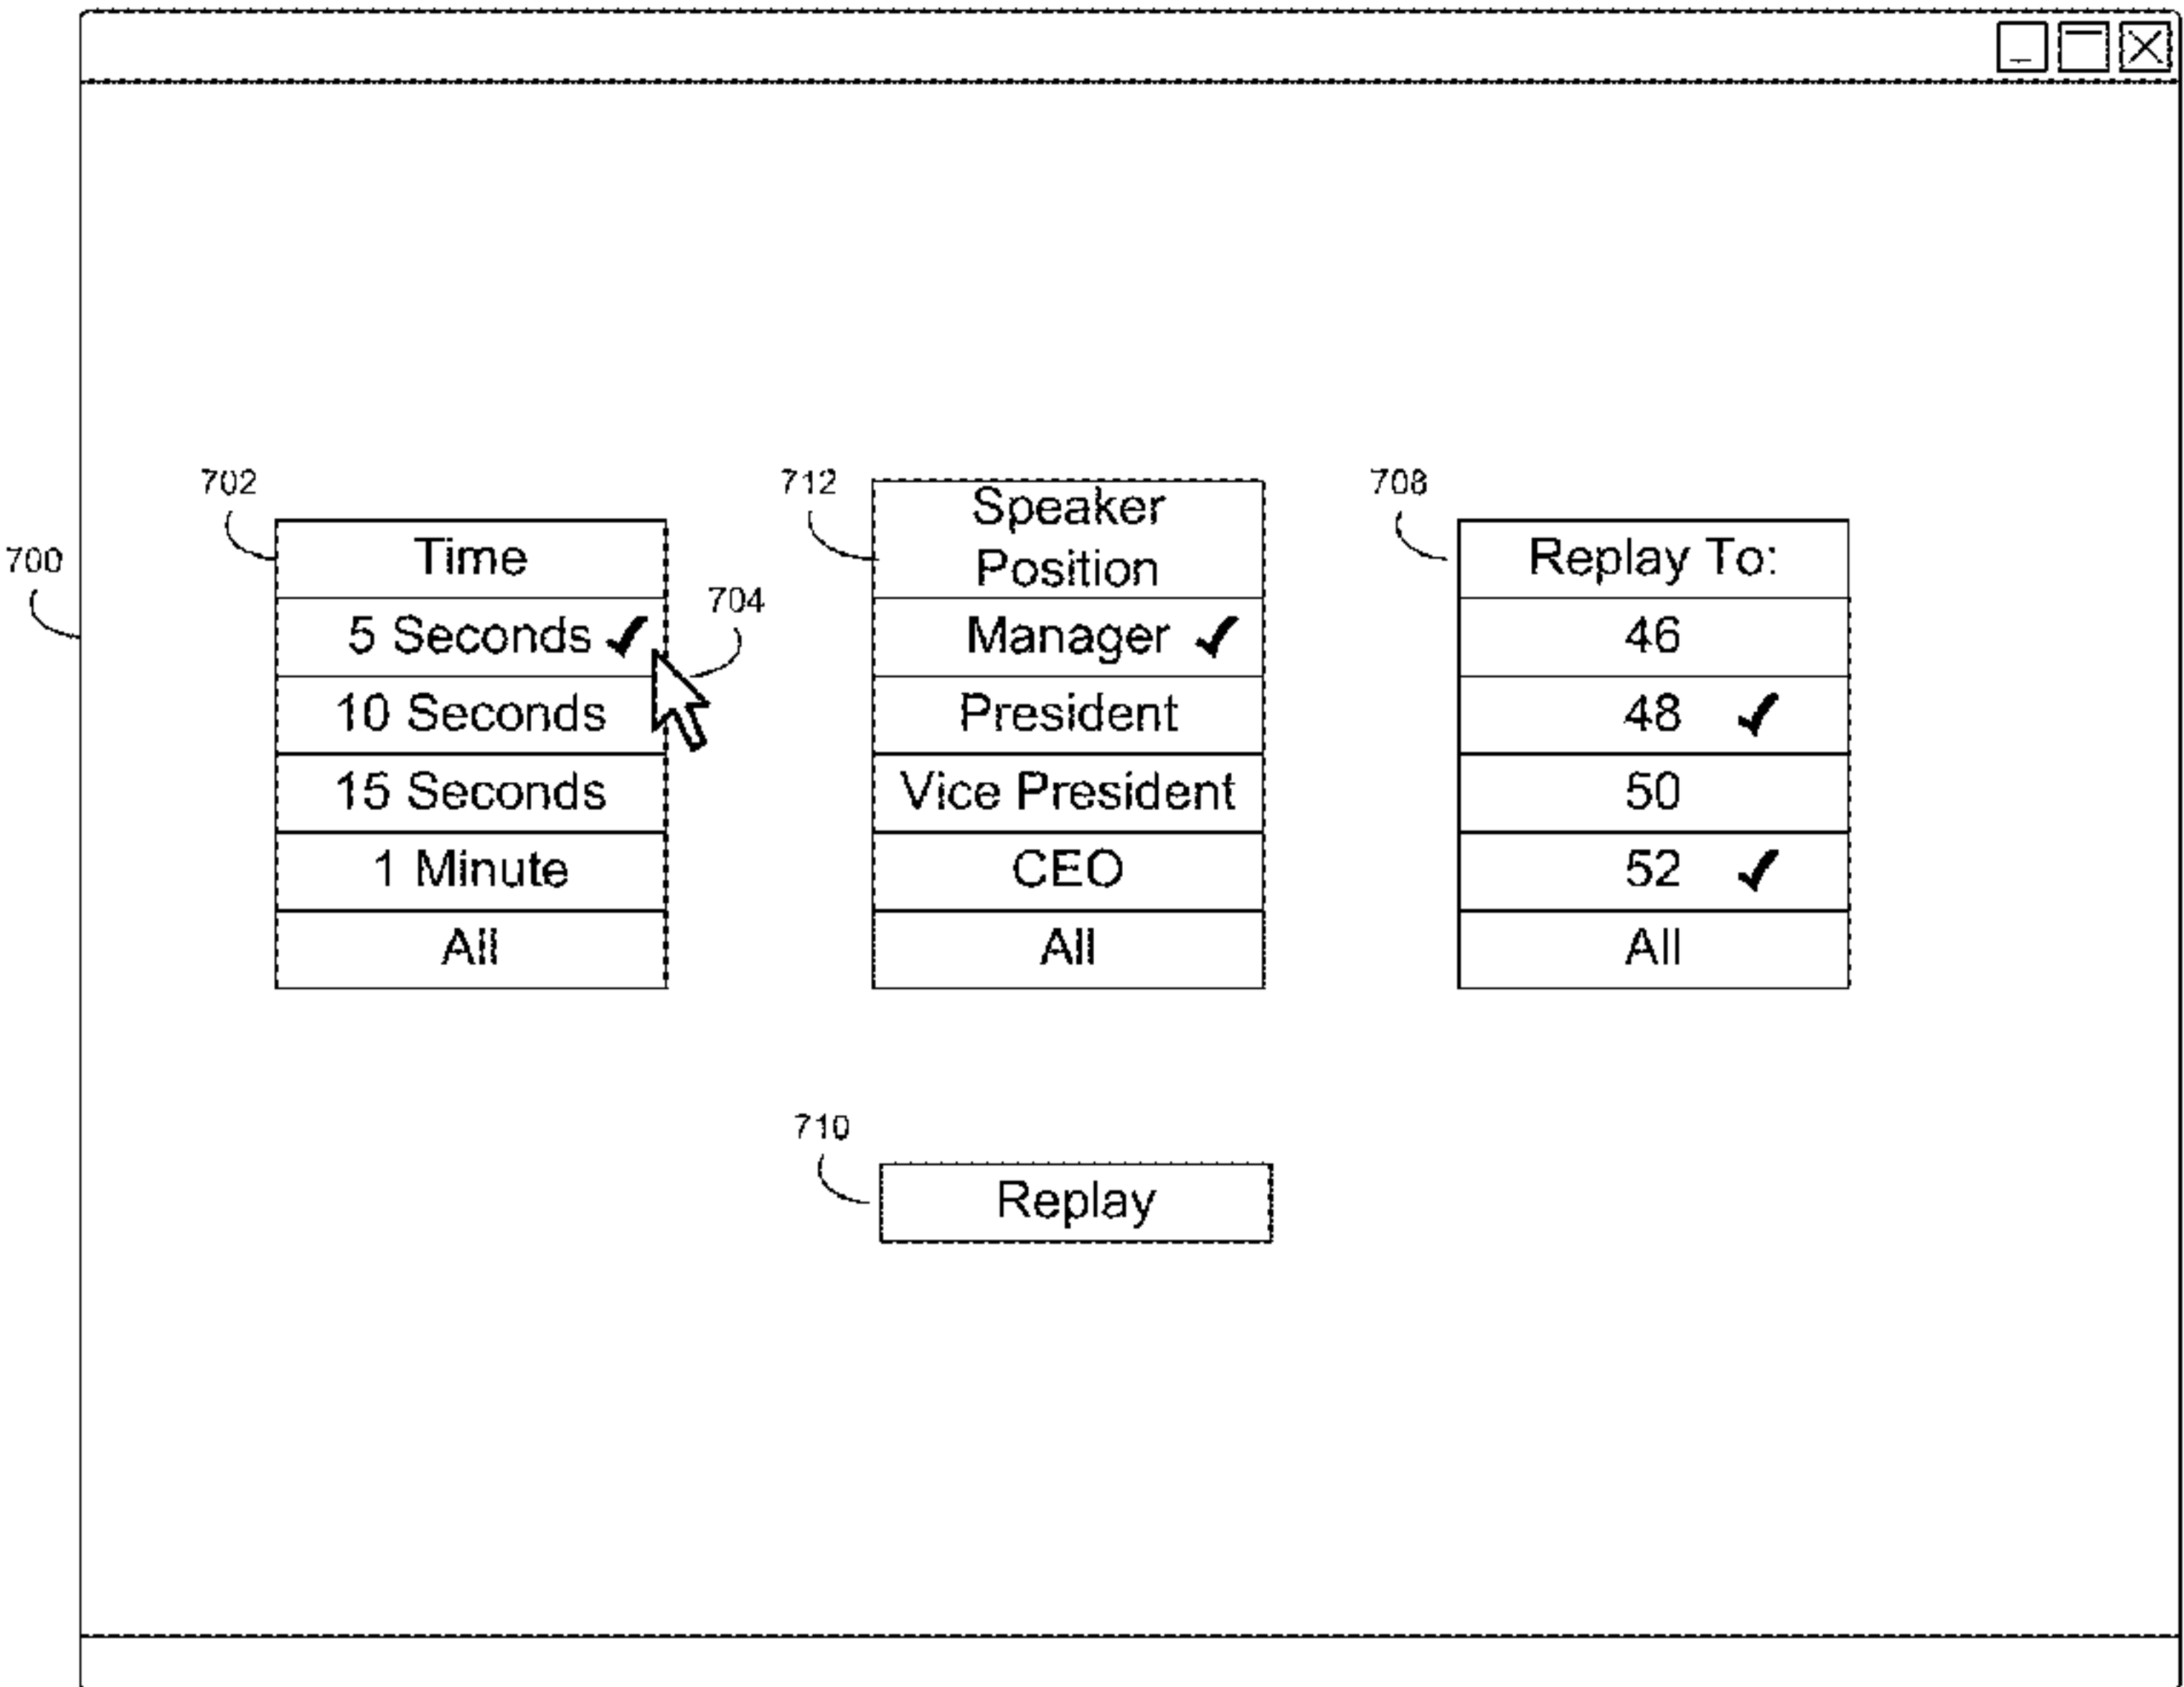 702
712
708
700
704
Time
5 Seconds
10 Seconds
15 Seconds
1 Minute
All
Speaker
Position
Manager
President
Vice President
CEO
All
Replay To:
46
48
50
52
All
710
Replay